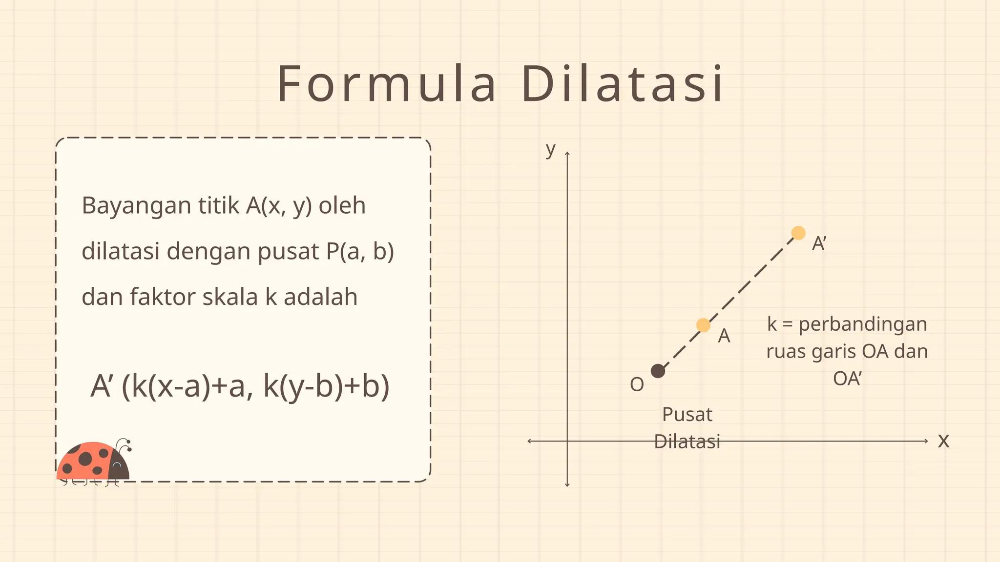 Formula Dilatasi
Bayangan titik A(x, y) oleh
dilatasi dengan pusat P(a, b)
dan faktor skala k adalah
A’ (k(x-a)+a, k(y-b)+b)
y
A’
A
k = perbandingan
ruas garis OA dan
OA’
O
Pusat
Dilatasi
x